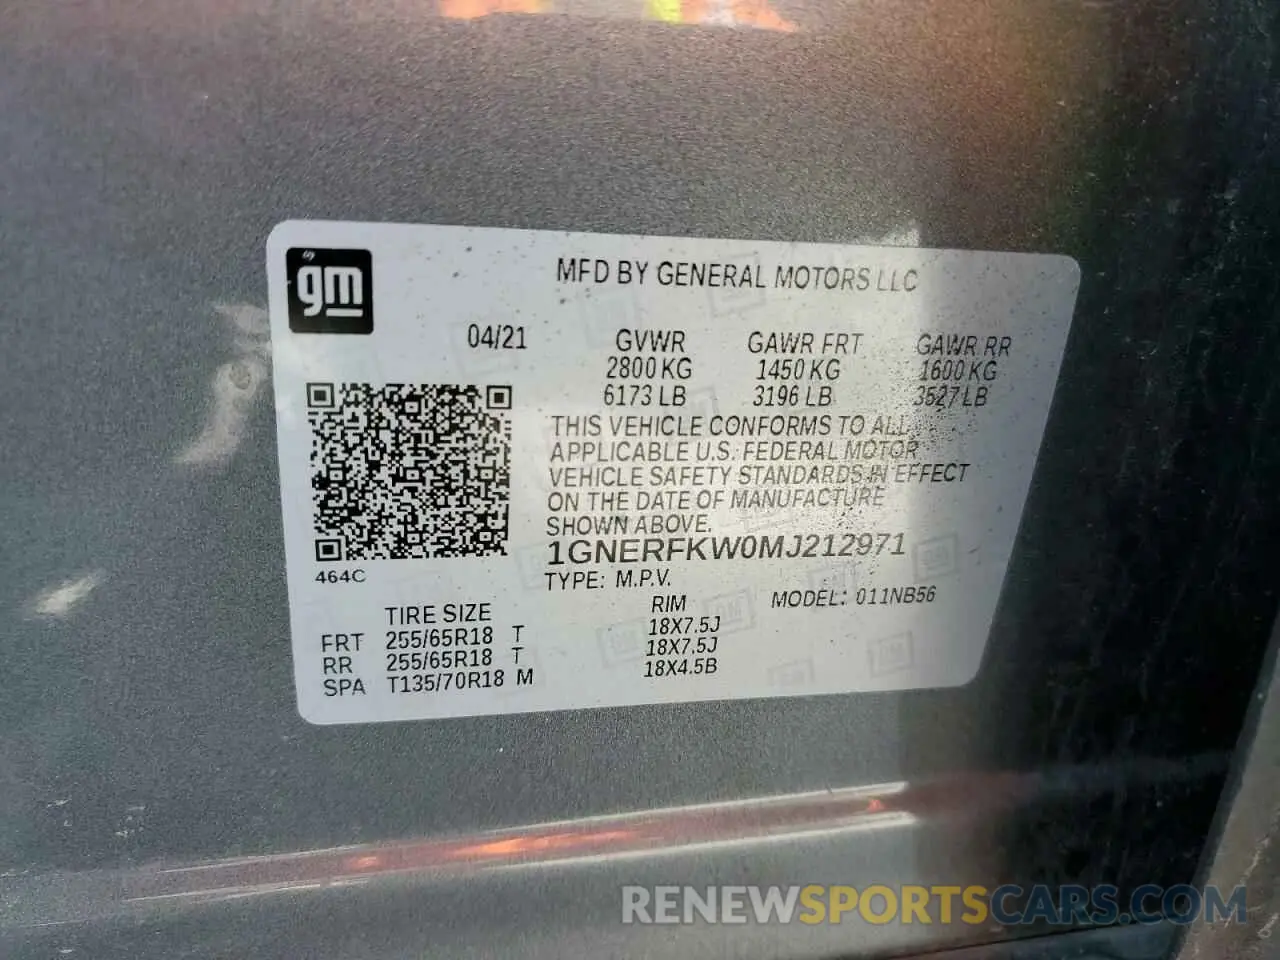 gm
MFD BY GENERAL MOTORS LLC
04/21 GVWR GAWR FRT GAWR RR
2800 KG 1450 KG 1600 KG
6173 LB 3196 LB 3527 LB
THIS VEHICLE CONFORMS TO ALL
APPLICABLE U.S. FEDERAL MOTOR
VEHICLE SAFETY STANDARDS IN EFFECT
ON THE DATE OF MANUFACTURE
SHOWN ABOVE.
1GNERFKW0MJ212971
464C
TYPE: M.P.V. MODEL: 011NB56
TIRE SIZE RIM
FRT 255/65R18 T 18X7.5J
RR 255/65R18 T 18X7.5J
SPA T135/70R18 M 18X4.5B
RENEWSPORTSCARS.COM